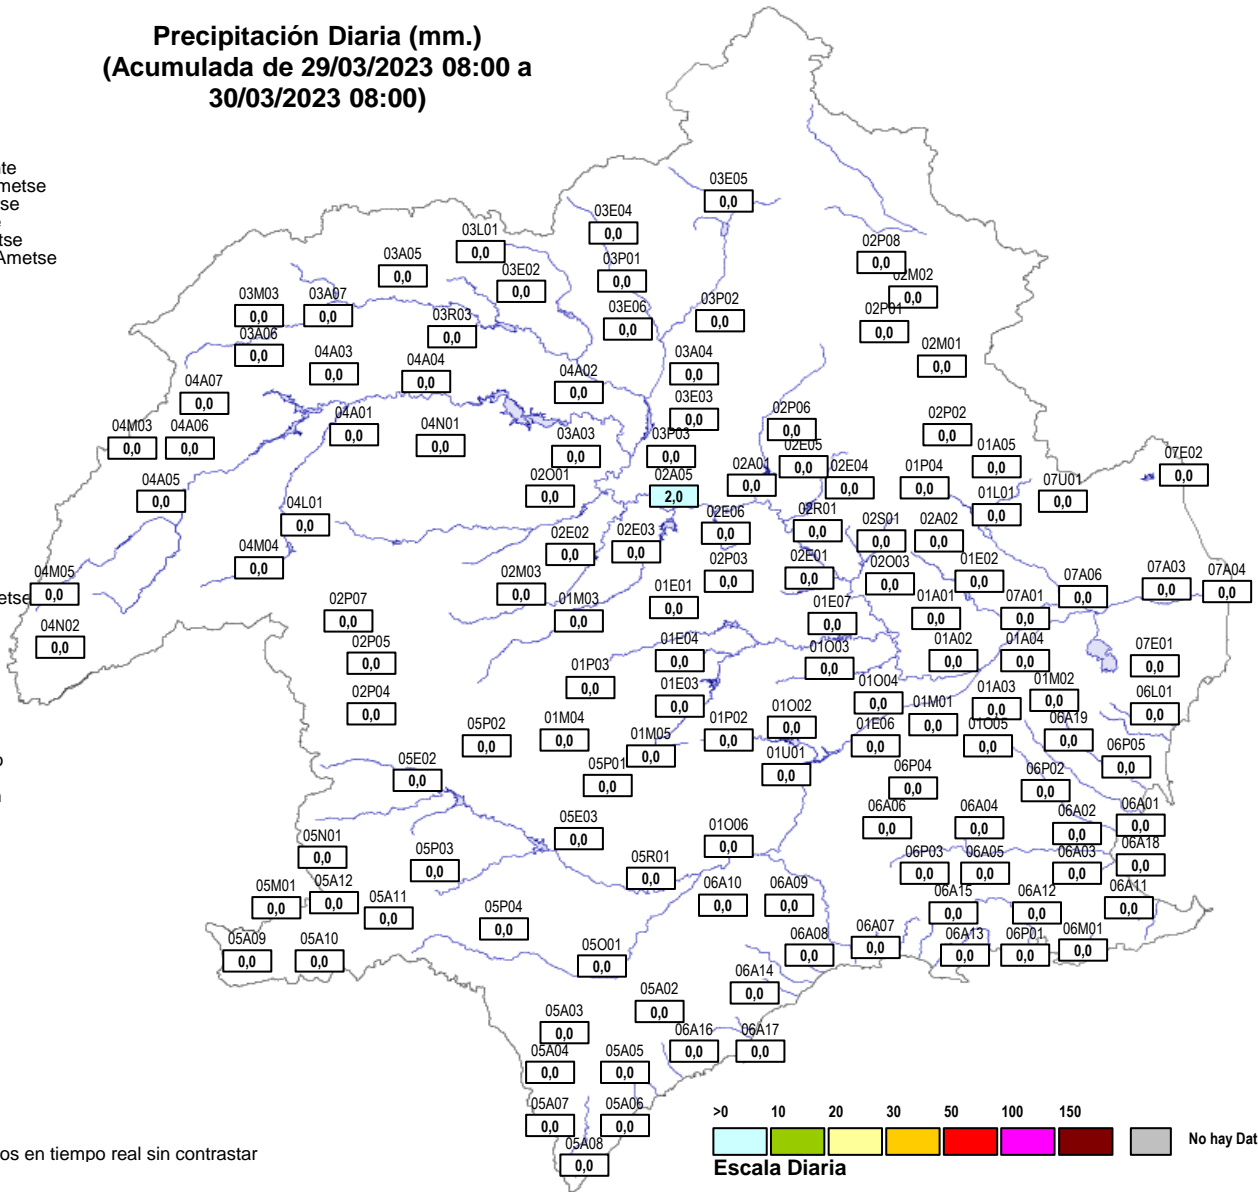 Precipitación Diaria (mm.)
(Acumulada de 29/03/2023 08:00 a
30/03/2023 08:00)
03E05
0,0
03E04
0,0
03L01
0,0
03A05
0,0
03P01
0,0
03E02
0,0
02P08
0,0
02M02
0,0
03M03
0,0
03A07
0,0
03R03
0,0
03E06
0,0
03P02
0,0
02P01
0,0
03A06
0,0
04A03
0,0
04A04
0,0
04A02
0,0
03A04
0,0
02M01
0,0
04A07
0,0
03E03
0,0
04M03
0,0
04A06
0,0
04A01
0,0
04N01
0,0
03A03
0,0
03P03
0,0
02P06
0,0
02P02
0,0
02E05
0,0
01A05
0,0
07E02
0,0
04A05
0,0
02O01
0,0
02A05
2,0
02A01
0,0
02E04
0,0
01P04
0,0
07U01
0,0
01L01
0,0
04L01
0,0
02E02
0,0
02E03
0,0
02E06
0,0
02R01
0,0
02S01
0,0
02A02
0,0
04M04
0,0
02P03
0,0
02E01
0,0
02O03
0,0
01E02
0,0
04M05
0,0
02M03
0,0
07A06
0,0
07A03
0,0
07A04
0,0
02P07
0,0
01M03
0,0
01E01
0,0
01E07
0,0
01A01
0,0
07A01
0,0
04N02
0,0
02P05
0,0
01E04
0,0
01O03
0,0
01A02
0,0
01A04
0,0
07E01
0,0
01P03
0,0
02P04
0,0
01E03
0,0
01O04
0,0
01M01
0,0
01A03
0,0
01M02
0,0
06L01
0,0
05P02
0,0
01M04
0,0
01M05
0,0
01P02
0,0
01O02
0,0
01E06
0,0
01O05
0,0
06A19
0,0
06P05
0,0
05E02
0,0
05P01
0,0
01U01
0,0
06P04
0,0
06P02
0,0
05E03
0,0
01O06
0,0
06A06
0,0
06A04
0,0
06A02
0,0
06A01
0,0
05N01
0,0
05P03
0,0
05R01
0,0
06P03
0,0
06A05
0,0
06A03
0,0
06A18
0,0
05M01
0,0
05A12
0,0
05A11
0,0
06A10
0,0
06A09
0,0
06A15
0,0
06A12
0,0
06A11
0,0
05P04
0,0
05A09
0,0
05A10
0,0
05O01
0,0
06A08
0,0
06A07
0,0
06A13
0,0
06P01
0,0
06M01
0,0
06A14
0,0
05A02
0,0
05A03
0,0
06A16
0,0
06A17
0,0
05A04
0,0
05A05
0,0
05A07
0,0
05A06
0,0
05A08
0,0
nte
metse
se
e
tse
Ametse
etse
o
n
os en tiempo real sin contrastar
>0 10 20 30 50 100 150
No hay Dat
Escala Diaria